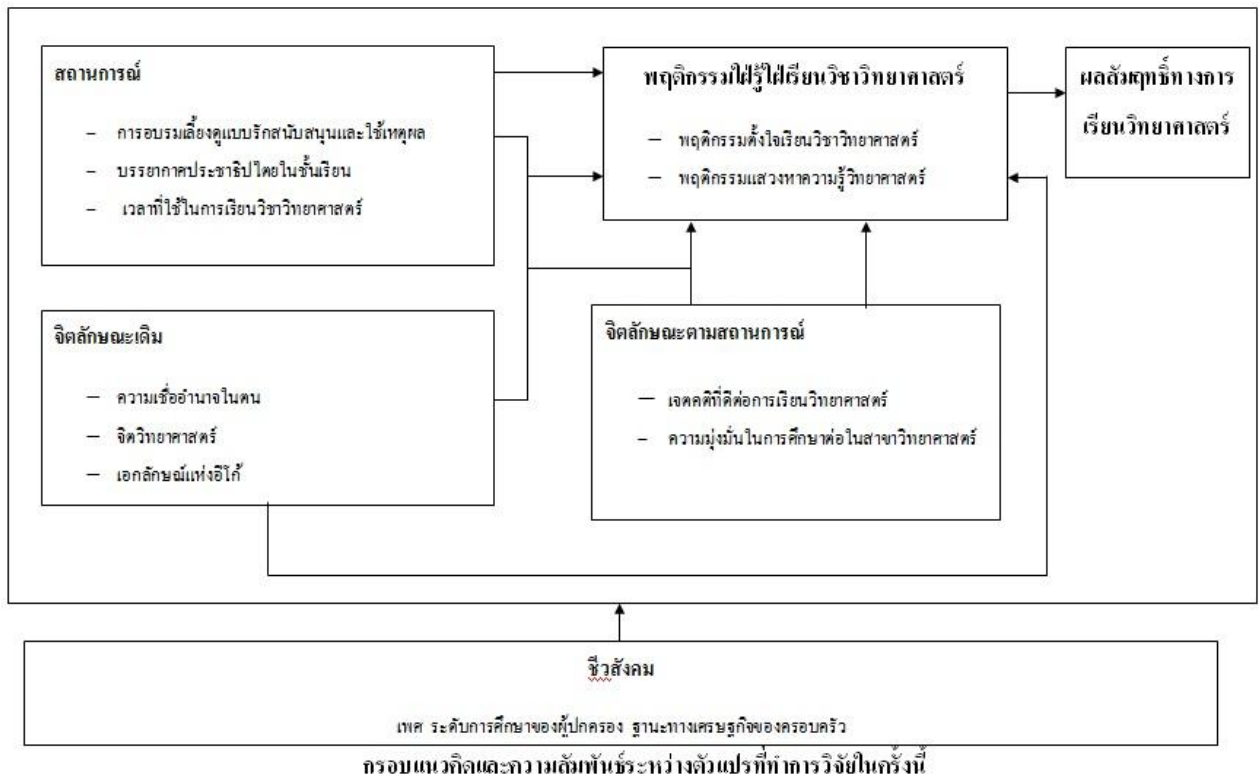 สถานการณ์
– การอบรมเลี้ยงดูแบบรักสนับสนุนและใช้เหตุผล
– บรรยากาศประชาธิปไตยในชั้นเรียน
– เวลาที่ใช้ในการเรียนวิชาวิทยาศาสตร์
พฤติกรรมใฝ่รู้ใฝ่เรียนวิชาวิทยาศาสตร์
– พฤติกรรมตั้งใจเรียนวิชาวิทยาศาสตร์
– พฤติกรรมแสวงหาความรู้วิทยาศาสตร์
ผลสัมฤทธิ์ทางการ
เรียนวิทยาศาสตร์
จิตลักษณะเดิม
– ความเชื่ออำนาจในตน
– จิตวิทยาศาสตร์
– เอกลักษณ์แห่งอีโก้
จิตลักษณะตามสถานการณ์
– เจตคติที่ดีต่อการเรียนวิทยาศาสตร์
– ความมุ่งมั่นในการศึกษาต่อในสาขาวิทยาศาสตร์
ชีวสังคม
เพศ ระดับการศึกษาของผู้ปกครอง ฐานะทางเศรษฐกิจของครอบครัว
กรอบแนวคิดและความสัมพันธ์ระหว่างตัวแปรที่ทำการวิจัยในครั้งนี้